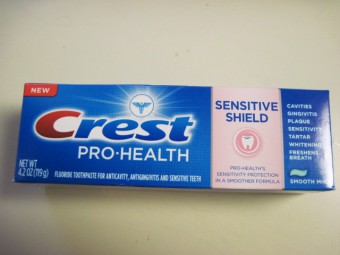 NEW
Crest
PRO-HEALTH
NET WT
4.2 OZ (119g)
FLUORIDE TOOTHPASTE FOR ANTICAVITY, ANTIGINGIVITIS AND SENSITIVE TEETH
SENSITIVE
SHIELD
PRO-HEALTH'S
SENSITIVITY PROTECTION
IN A SMOOTHER FORMULA
CAVITIES
GINGIVITIS
PLAQUE
SENSITIVITY
TARTAR
WHITENING
FRESHENS
BREATH
SMOOTH